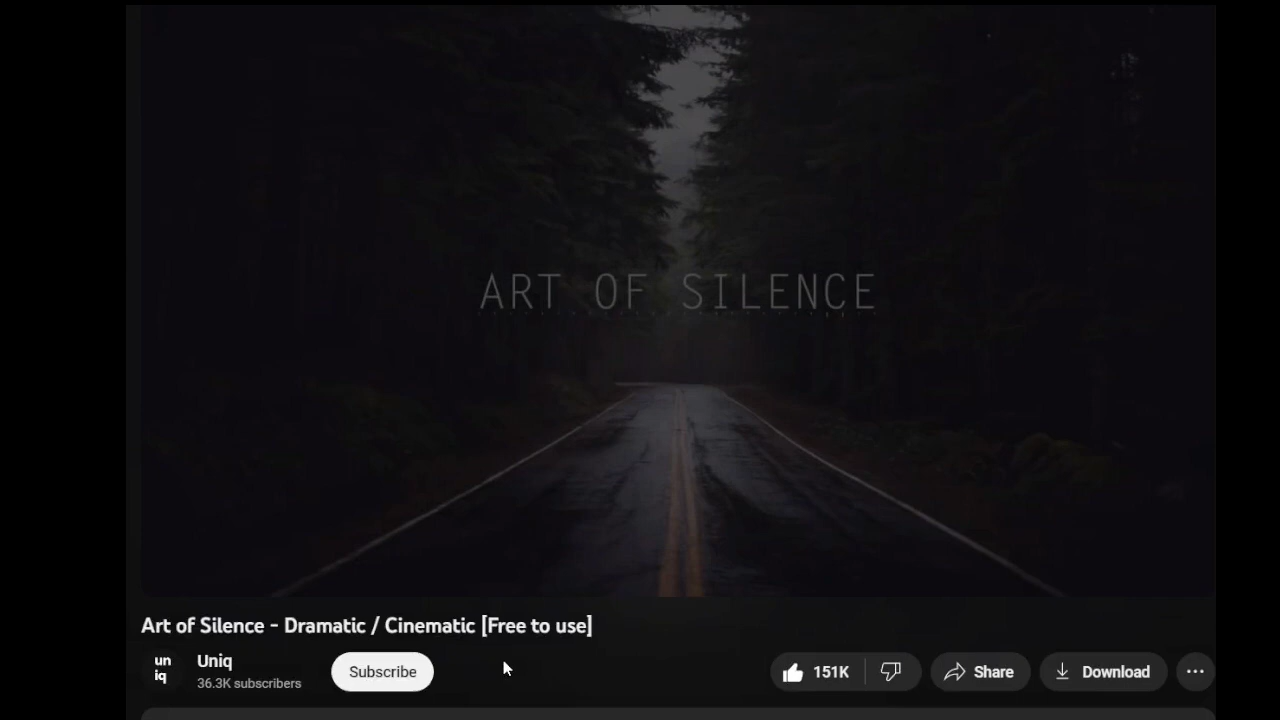 ART OF SILENCE
Art of Silence - Dramatic / Cinematic [Free to use]
un
iq
Uniq
36.3K subscribers
Subscribe
151K
Share
Download